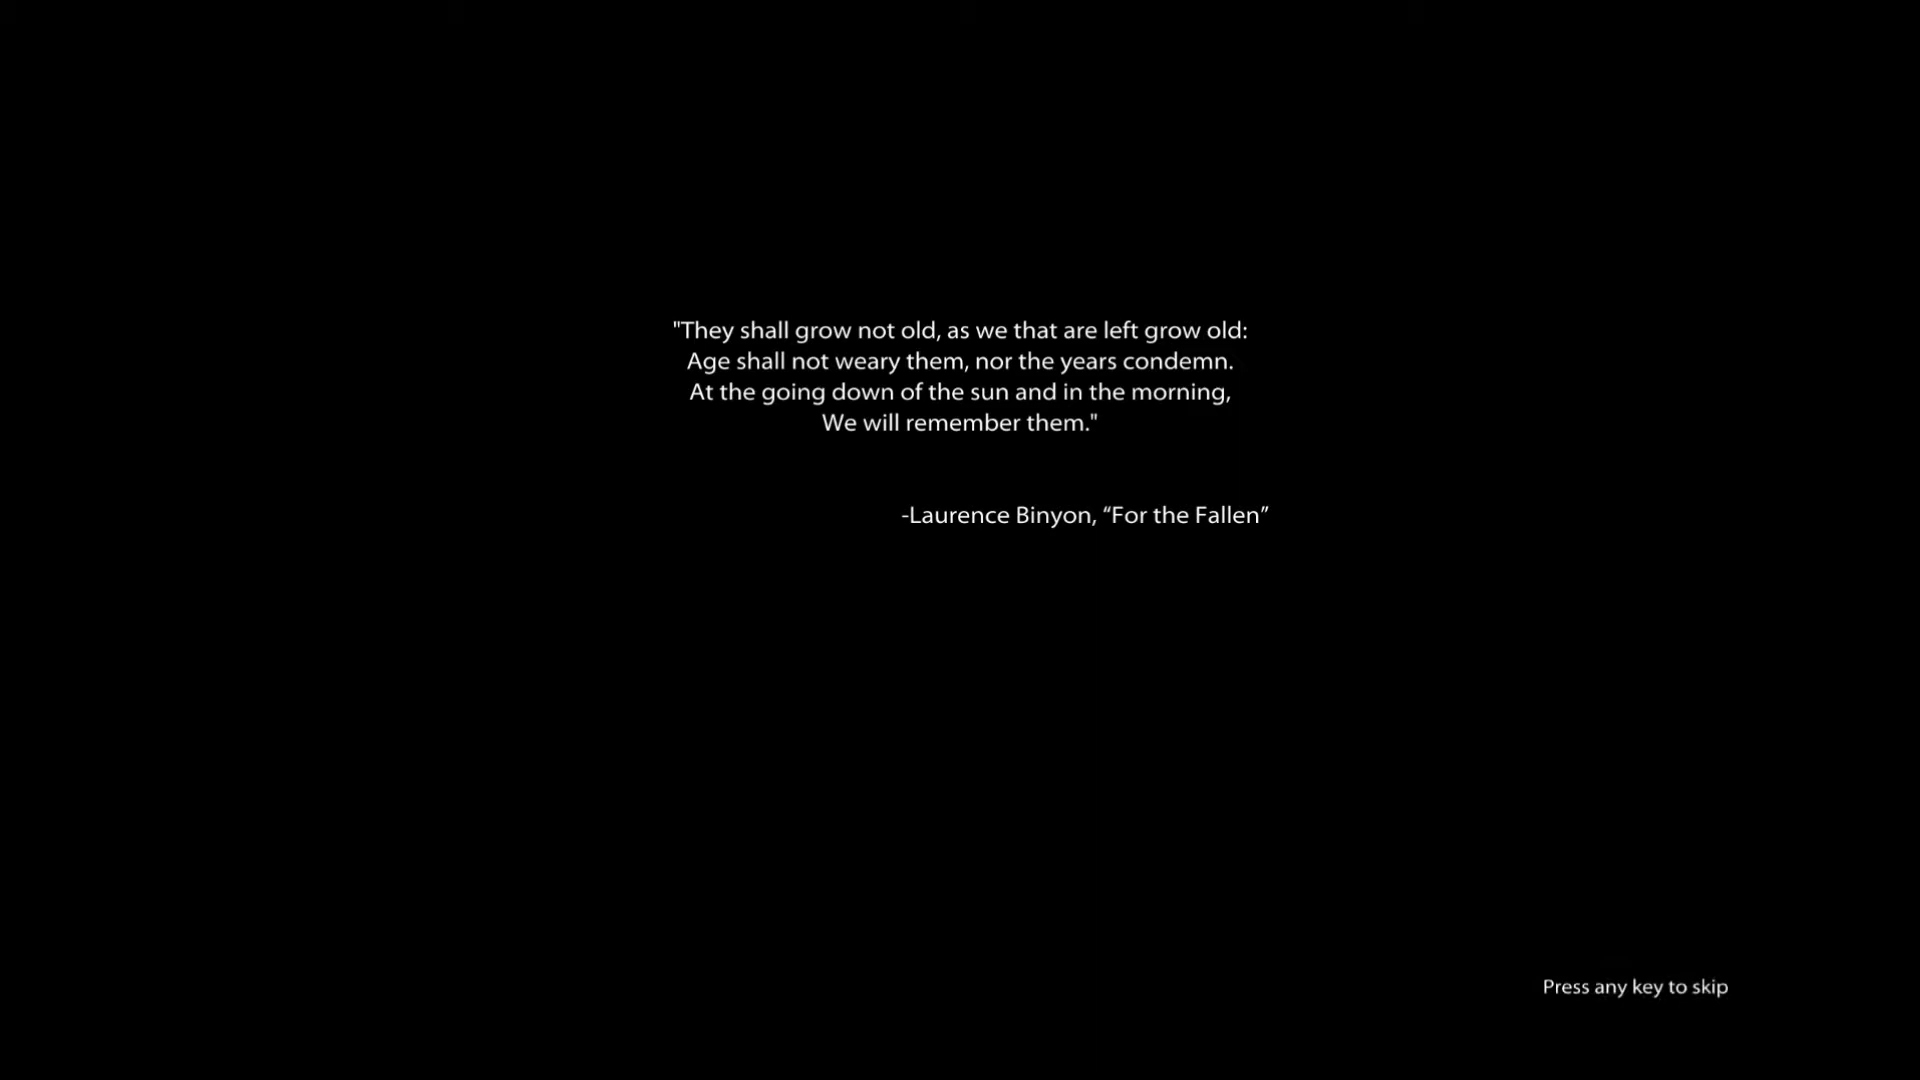 "They shall grow not old, as we that are left grow old:
Age shall not weary them, nor the years condemn.
At the going down of the sun and in the morning,
We will remember them."
-Laurence Binyon, “For the Fallen”
Press any key to skip